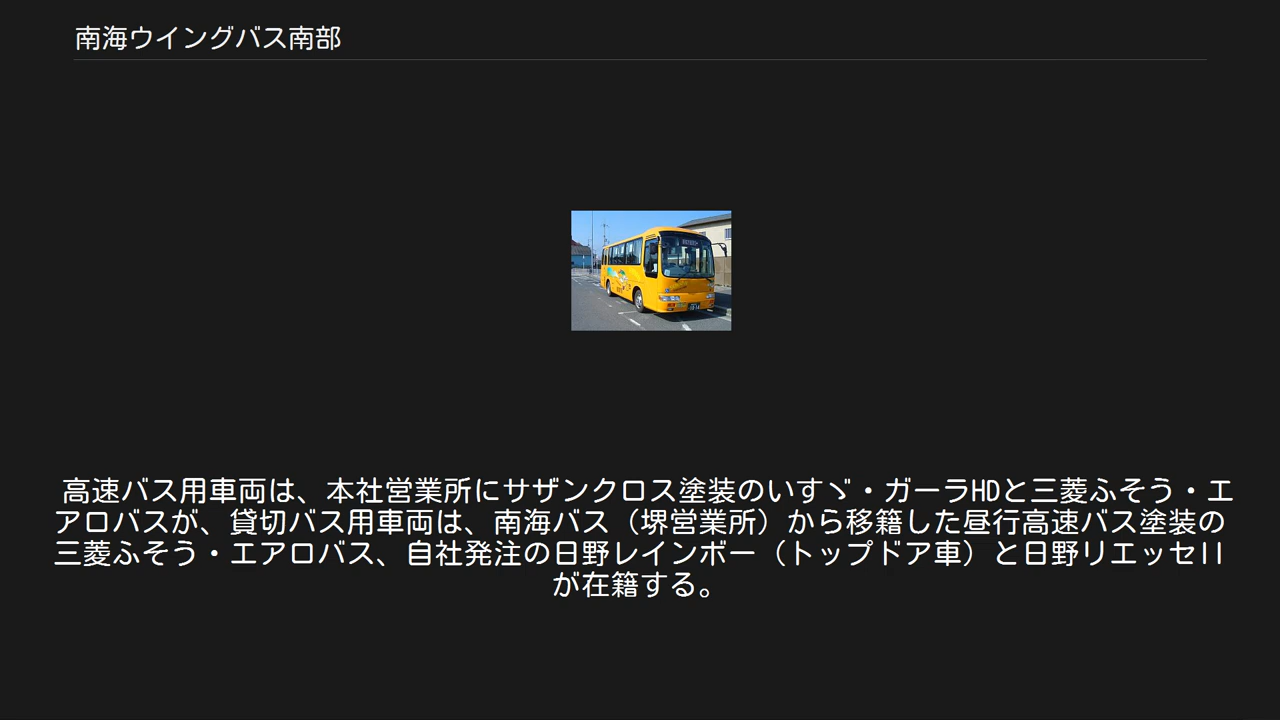 南海ウイングバス南部
高速バス用車両は、本社営業所にサザンクロス塗装のいすゞ・ガーラHDと三菱ふそう・エ
アロバスが、貸切バス用車両は、南海バス（堺営業所）から移籍した昼行高速バス塗装の
三菱ふそう・エアロバス、自社発注の日野レインボー（トップドア車）と日野リエッセII
が在籍する。